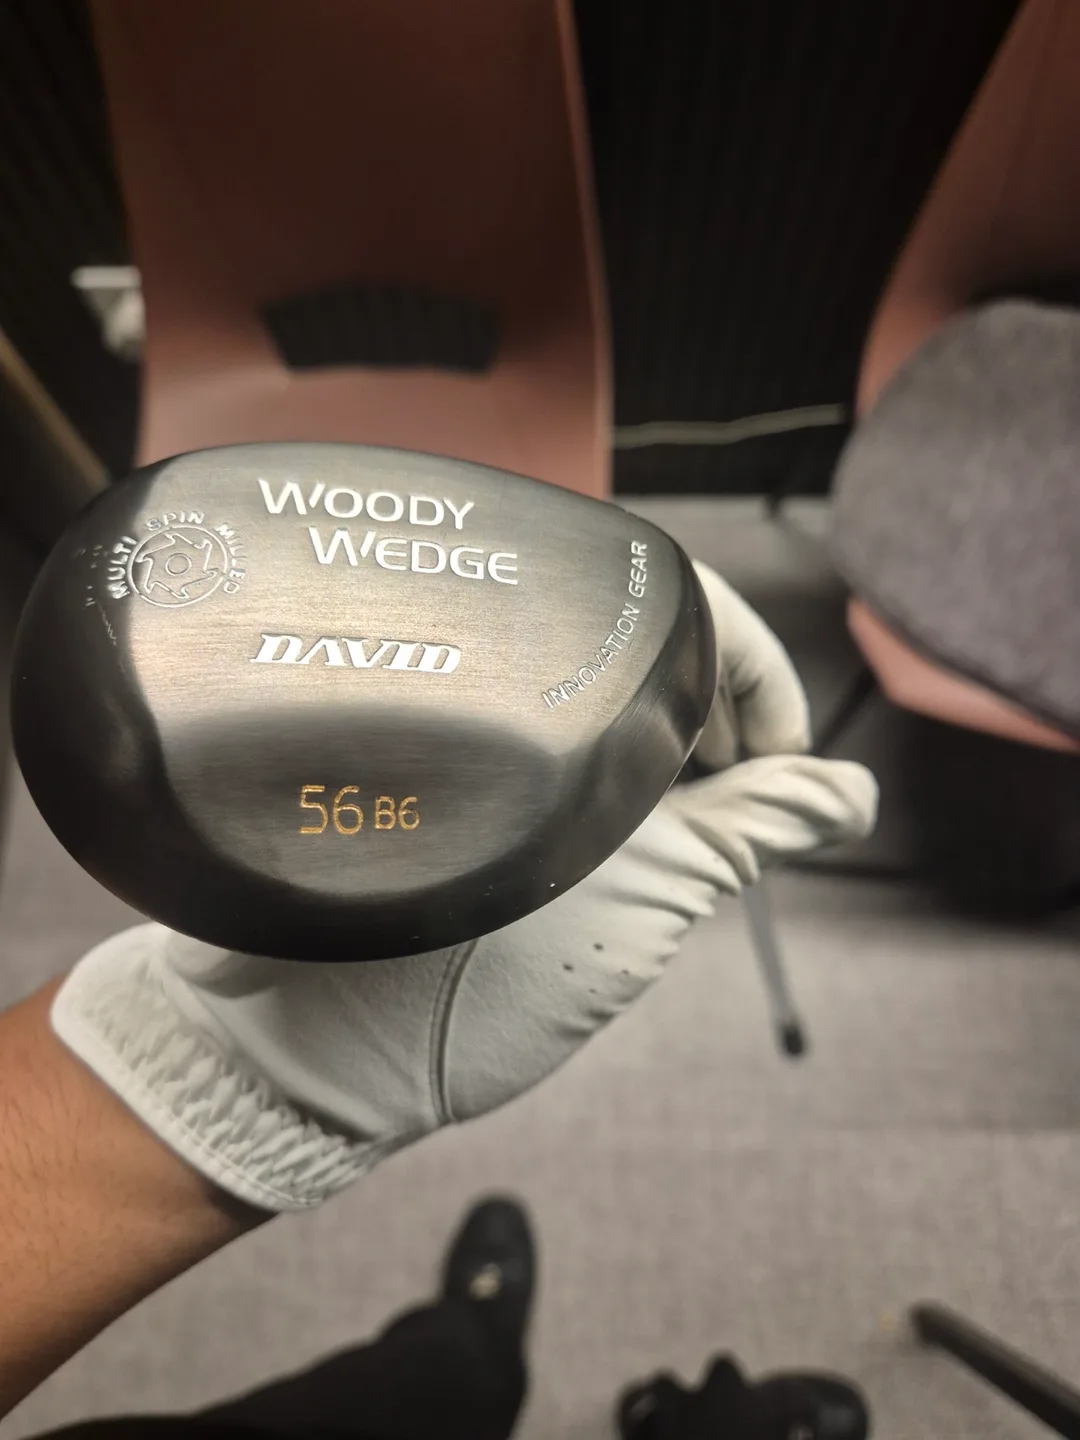 WOODY
WEDGE
MULTI SPIN MILLED
DAVID
INNOVATION GEAR
56 B6